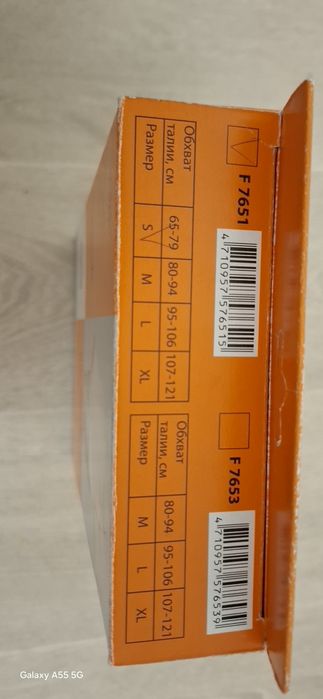 F 7651
4 710957 576515
Обхват талии, см 65-79 80-94 95-106 107-121
Размер S M L XL
F 7653
4 710957 576539
Обхват талии, см 80-94 95-106 107-121
Размер M L XL
Galaxy A55 5G